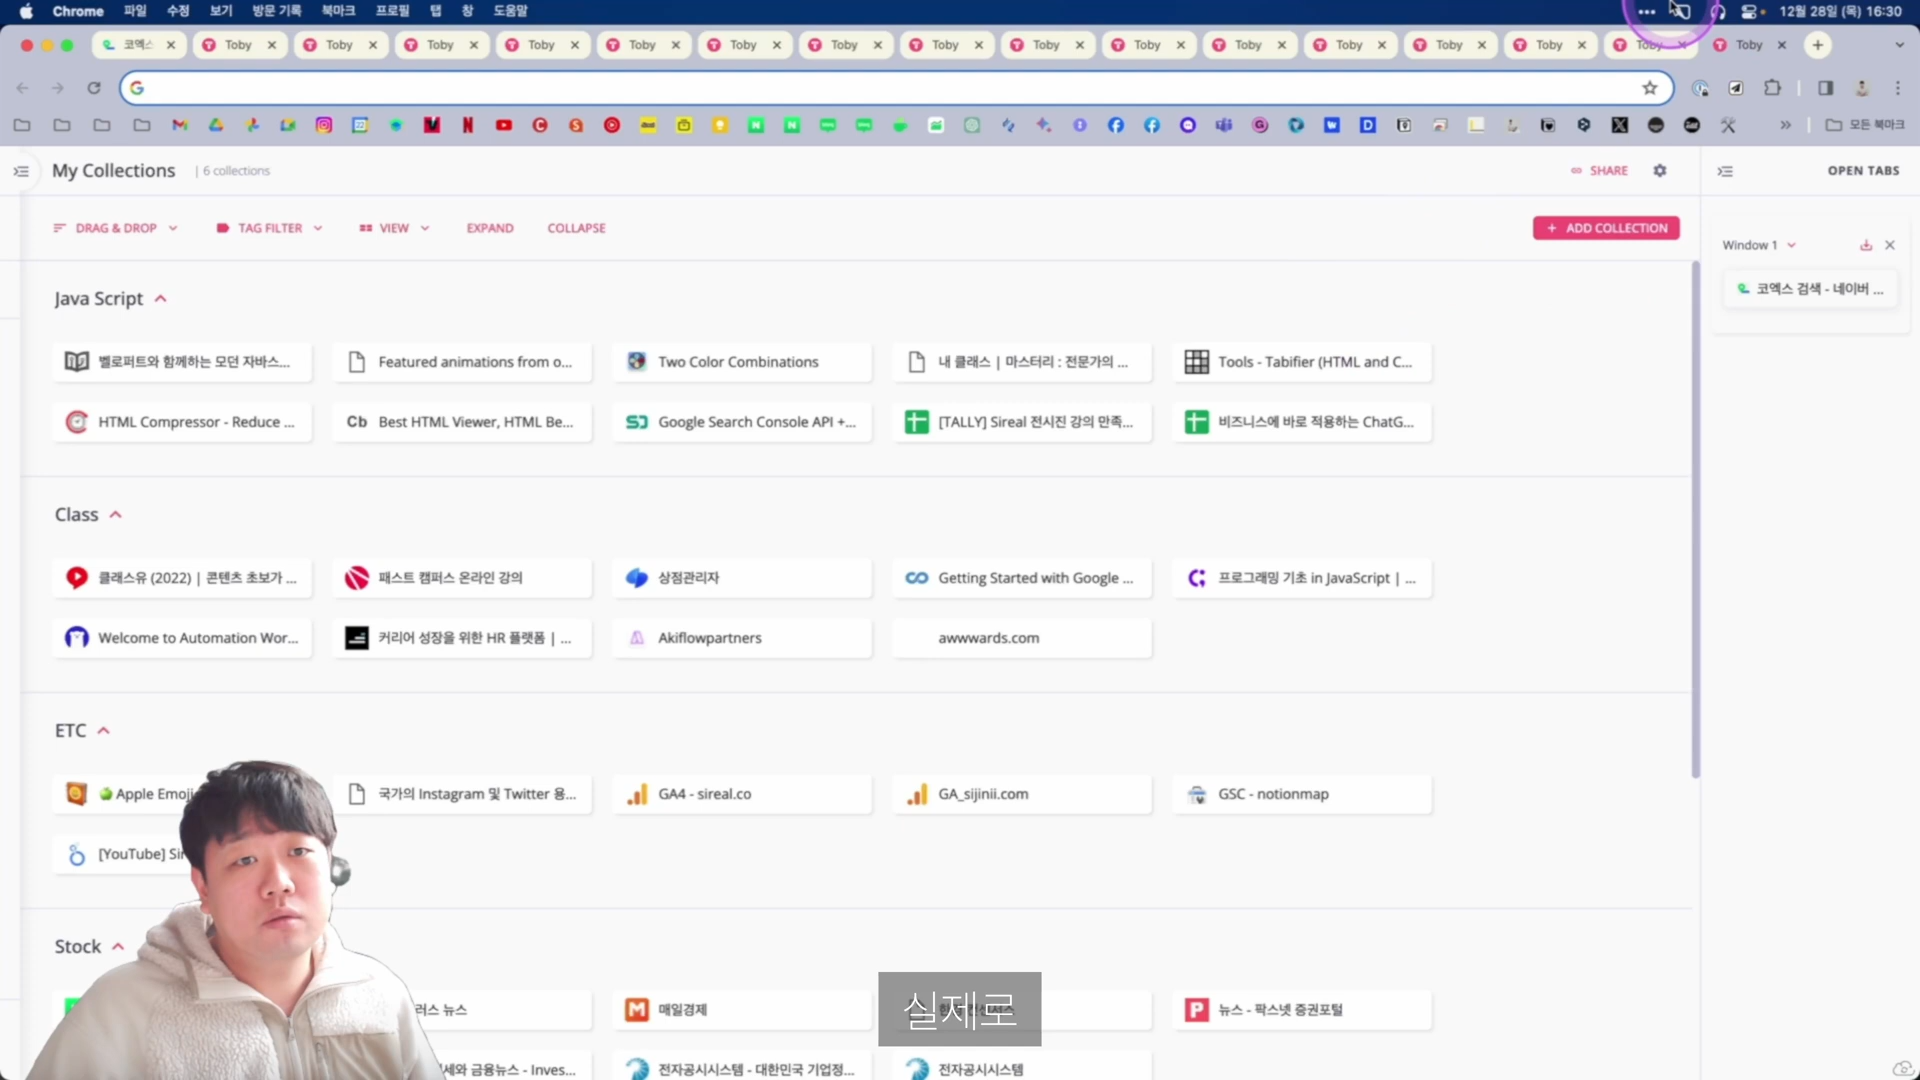 Chrome 파일 수정 보기 방문 기록 북마크 프로필 탭 창 도움말 12월 28일 (목) 16:30
코엑스 Toby Toby Toby Toby Toby Toby Toby Toby Toby Toby Toby Toby Toby Toby Toby Toby
모든 북마크
My Collections | 6 collections SHARE OPEN TABS
DRAG & DROP TAG FILTER VIEW EXPAND COLLAPSE + ADD COLLECTION
Window 1
코엑스 검색 - 네이버 ...
Java Script
벨로퍼트와 함께하는 모던 자바스... Featured animations from o... Two Color Combinations 내 클래스 | 마스터리 : 전문가의 ... Tools - Tabifier (HTML and C...
HTML Compressor - Reduce ... Cb Best HTML Viewer, HTML Be... Google Search Console API +... [TALLY] Sireal 전시진 강의 만족... 비즈니스에 바로 적용하는 ChatG...
Class
클래스유 (2022) | 콘텐츠 초보가 ... 패스트 캠퍼스 온라인 강의 상점관리자 Getting Started with Google ... 프로그래밍 기초 in JavaScript | ...
Welcome to Automation Wor... 커리어 성장을 위한 HR 플랫폼 | ... Akiflowpartners awwwards.com
ETC
Apple Emoji 국가의 Instagram 및 Twitter 용... GA4 - sireal.co GA_sijinii.com GSC - notionmap
[YouTube] Sir
Stock
러스 뉴스 매일경제 뉴스 - 팍스넷 증권포털
실제로
세와 금융뉴스 - Inves... 전자공시시스템 - 대한민국 기업정... 전자공시시스템